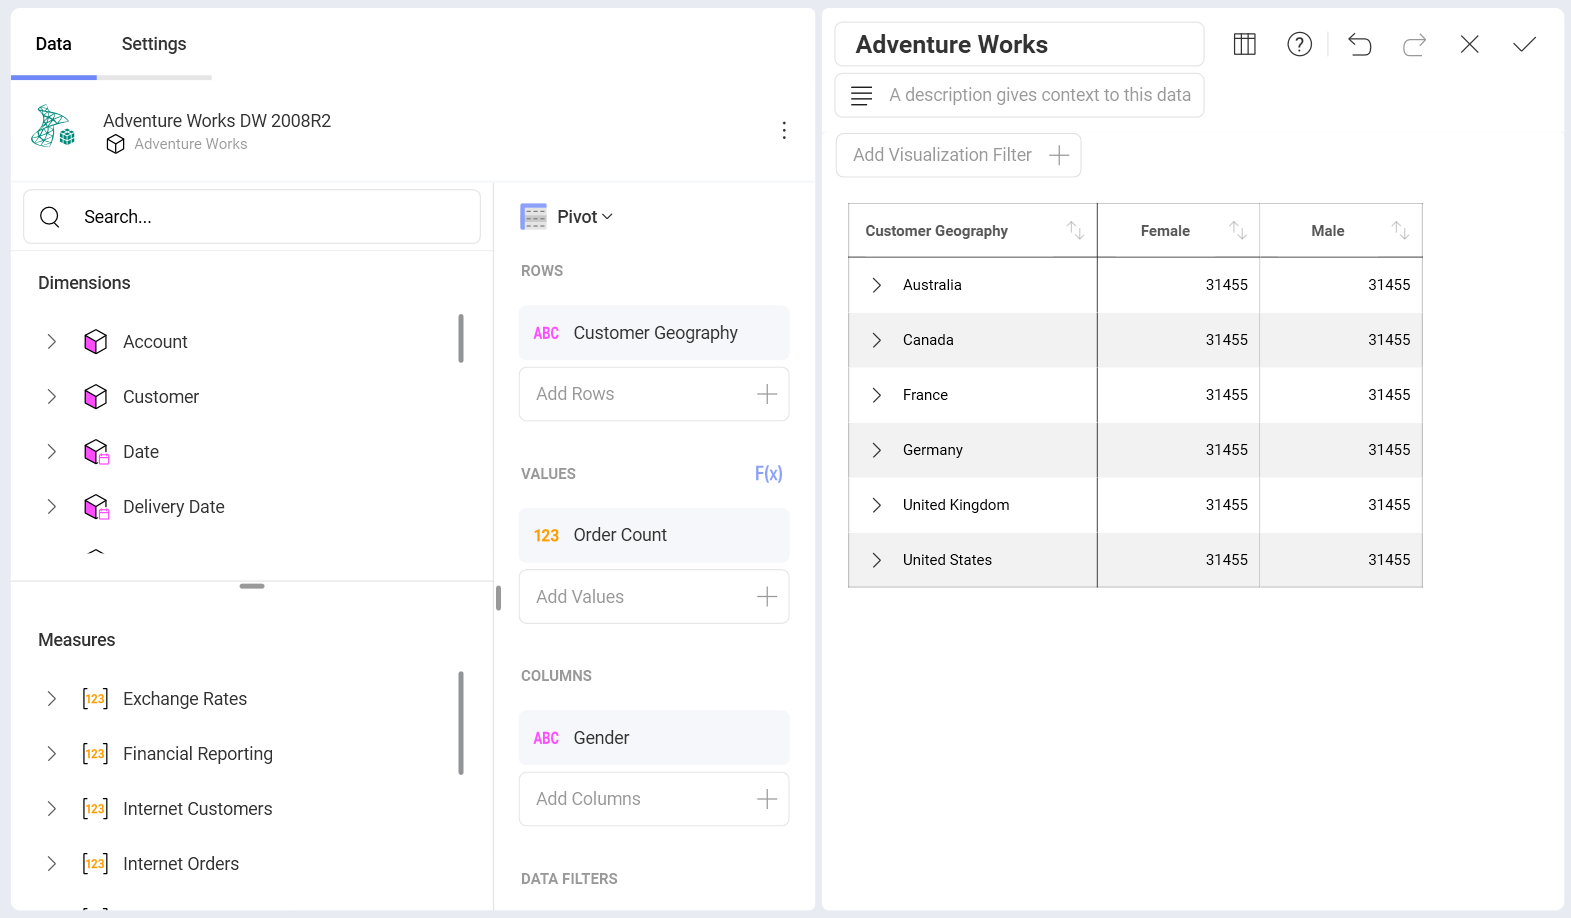 Data Settings
Adventure Works DW 2008R2
Adventure Works
Search...
Dimensions
Account
Customer
Date
Delivery Date
Measures
[123] Exchange Rates
[123] Financial Reporting
[123] Internet Customers
[123] Internet Orders
Pivot
ROWS
ABC Customer Geography
Add Rows
VALUES F(x)
123 Order Count
Add Values
COLUMNS
ABC Gender
Add Columns
DATA FILTERS
Adventure Works
A description gives context to this data
Add Visualization Filter
Customer Geography Female Male
Australia 31455 31455
Canada 31455 31455
France 31455 31455
Germany 31455 31455
United Kingdom 31455 31455
United States 31455 31455